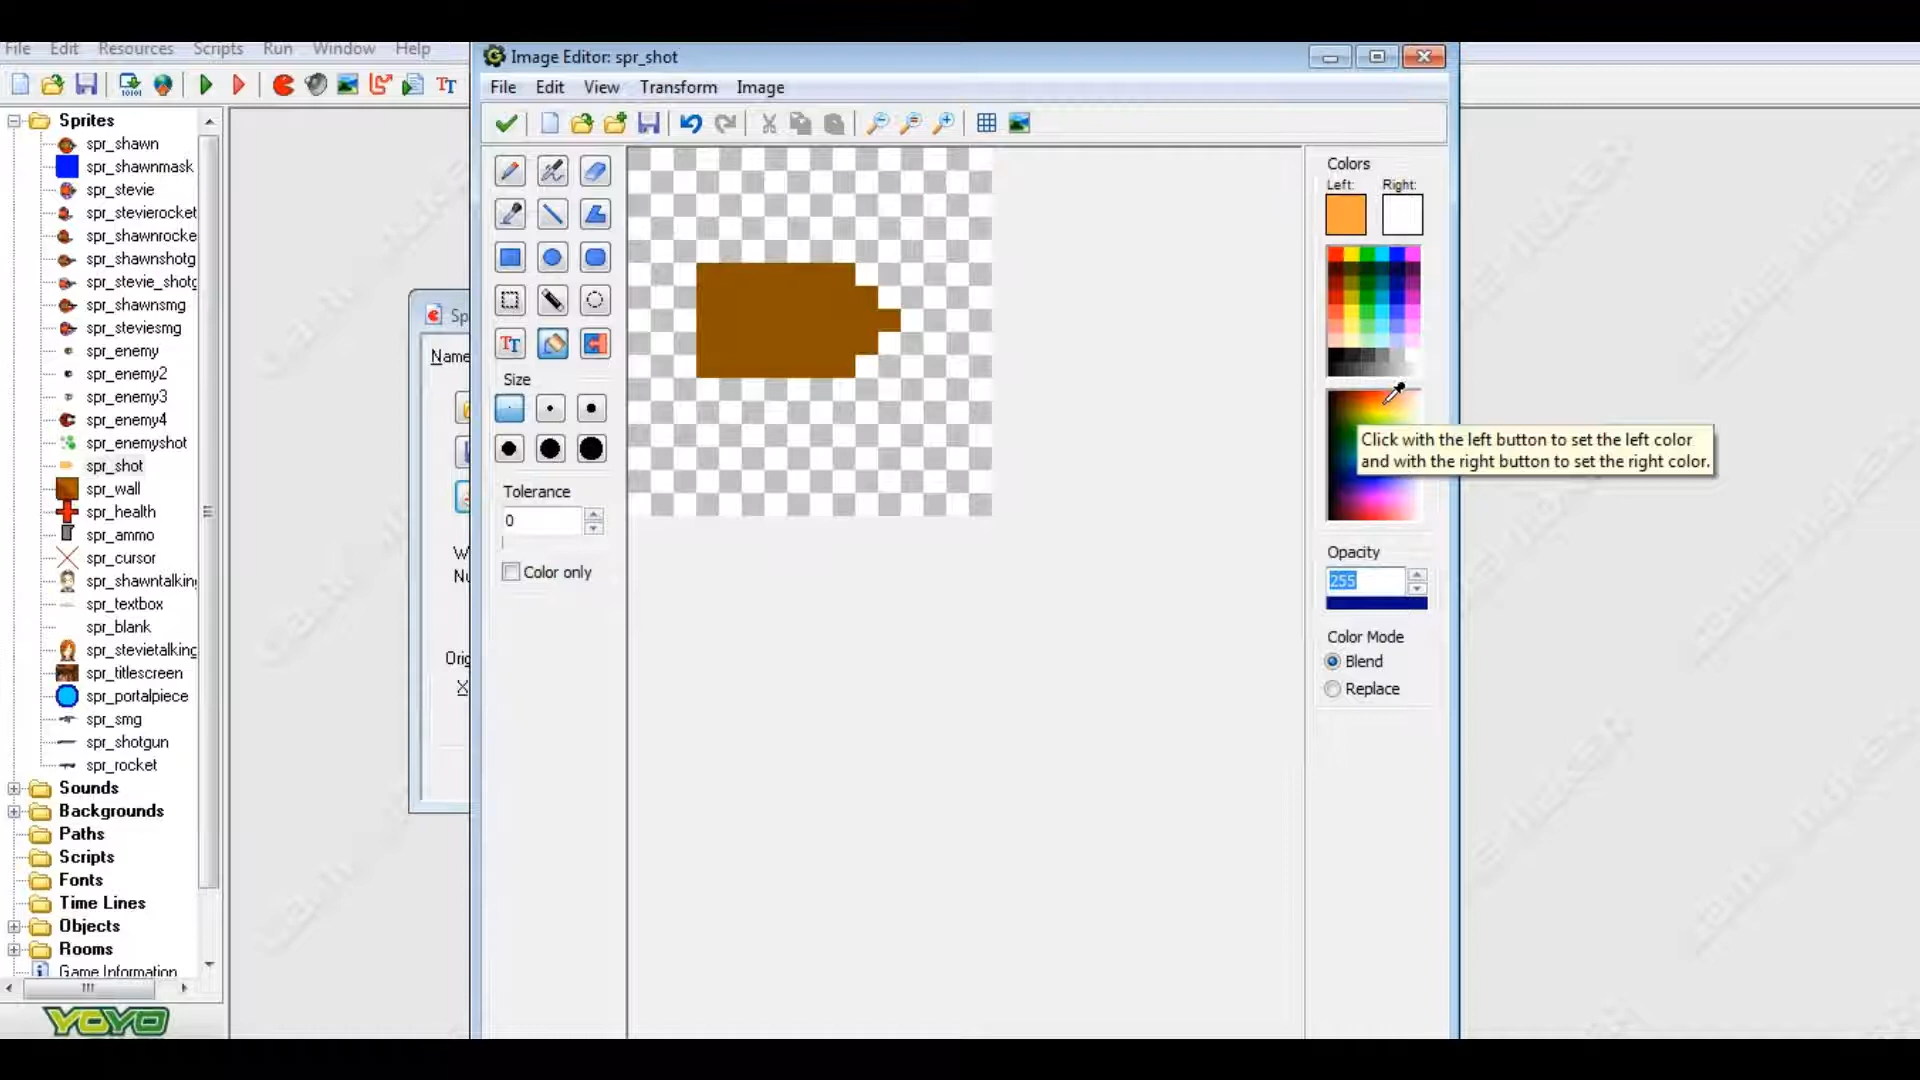 File Edit Resources Scripts Run Window Help
Image Editor: spr_shot
File Edit View Transform Image
Sprites
spr_shawn
spr_shawnmask
spr_stevie
spr_stevierocket
spr_shawnrocke
spr_shawnshotg
spr_stevie_shotg
spr_shawnsmg
spr_steviesmg
spr_enemy
spr_enemy2
spr_enemy3
spr_enemy4
spr_enemyshot
spr_shot
spr_wall
spr_health
spr_ammo
spr_cursor
spr_shawntalkin
spr_textbox
spr_blank
spr_stevietalking
spr_titlescreen
spr_portalpiece
spr_smg
spr_shotgun
spr_rocket
Sounds
Backgrounds
Paths
Scripts
Fonts
Time Lines
Objects
Rooms
Game Information
YOYO
Sp
Name
W
Nu
Orig
X
Size
Tolerance
0
Color only
Colors
Left: Right:
Click with the left button to set the left color
and with the right button to set the right color.
Opacity
255
Color Mode
Blend
Replace